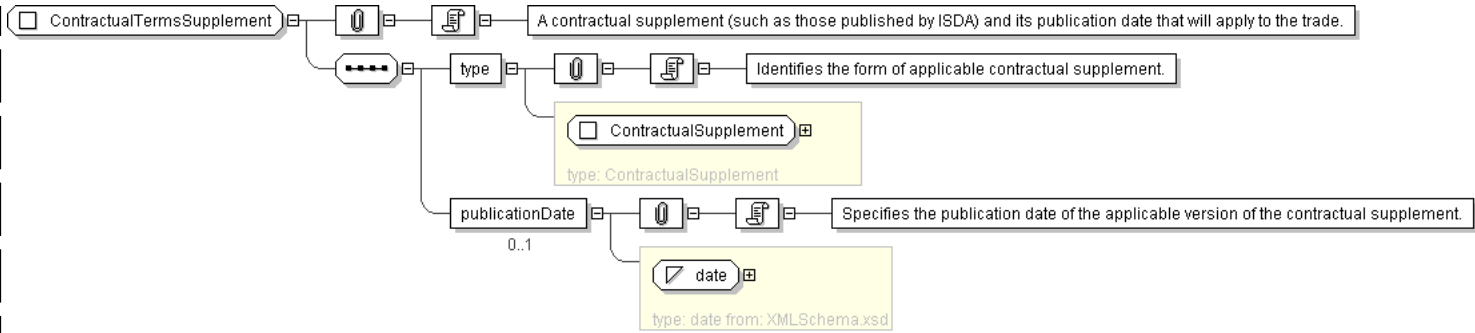 ContractualTermsSupplement
A contractual supplement (such as those published by ISDA) and its publication date that will apply to the trade.
type
Identifies the form of applicable contractual supplement.
ContractualSupplement
type: ContractualSupplement
publicationDate
Specifies the publication date of the applicable version of the contractual supplement.
0..1
date
type: date from: XMLSchema.xsd